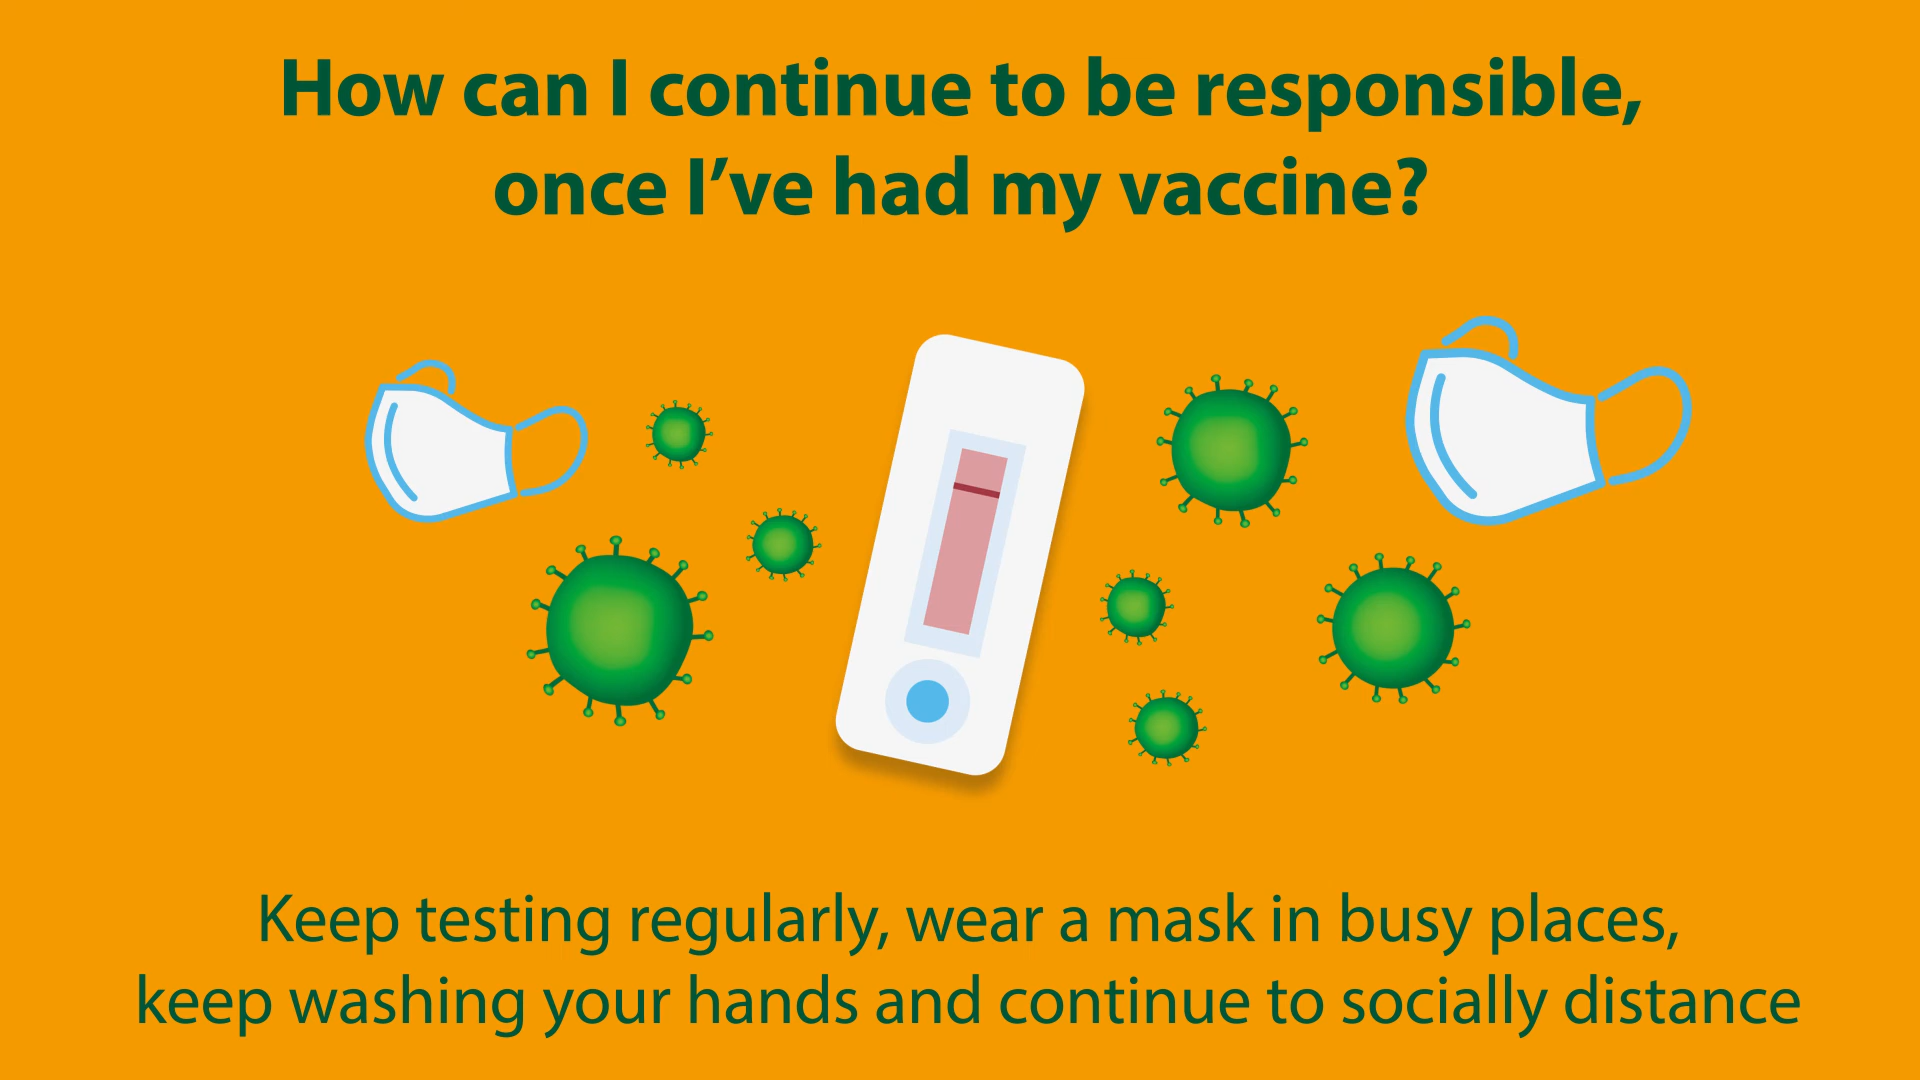 How can I continue to be responsible,
once I’ve had my vaccine?
Keep testing regularly, wear a mask in busy places,
keep washing your hands and continue to socially distance